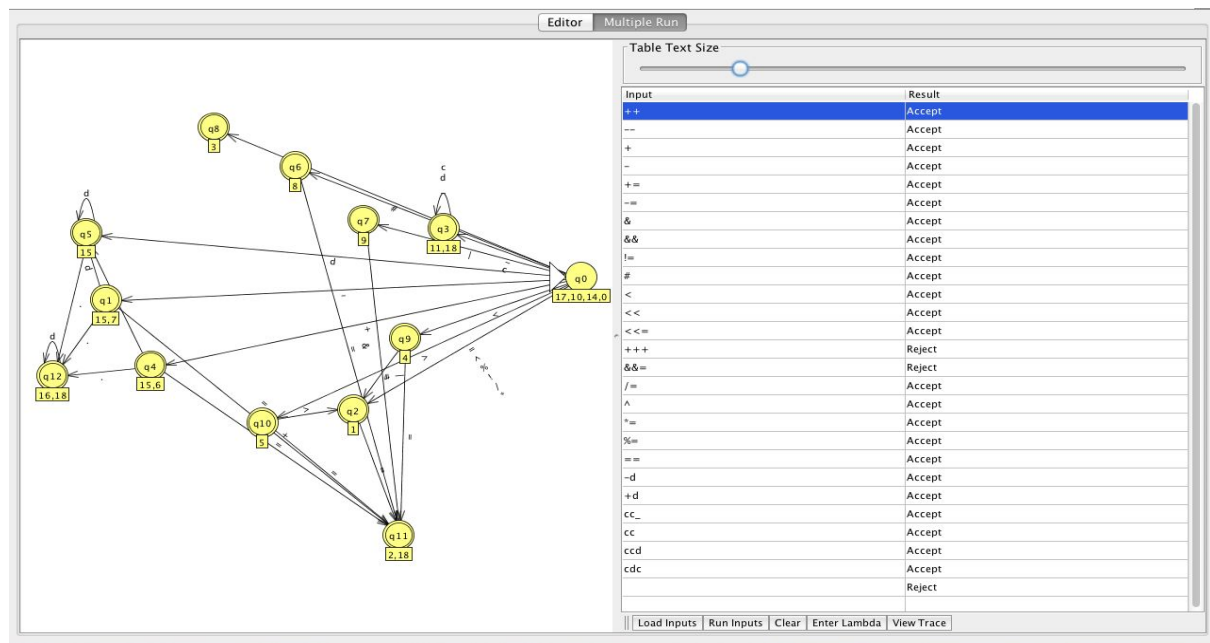 Editor Multiple Run
Table Text Size
Input Result
++ Accept
-- Accept
+ Accept
- Accept
+= Accept
-= Accept
& Accept
&& Accept
!= Accept
# Accept
< Accept
<< Accept
<<= Accept
+++ Reject
&&= Reject
/= Accept
^ Accept
*= Accept
%= Accept
== Accept
-d Accept
+d Accept
cc_ Accept
cc Accept
ccd Accept
cdc Accept
Reject
Load Inputs Run Inputs Clear Enter Lambda View Trace
q8
3
q6
8
c
d
d
#
q7
9
q3
11,18
q5
15
d
c
q0
17,10,14,0
q1
15,7
q9
4
d
q12
16,18
q4
15,6
q10
5
q2
1
q11
2,18